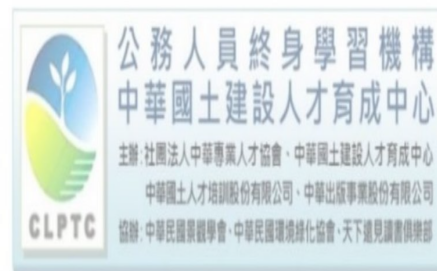 公務人員終身學習機構
中華國土建設人才育成中心
主辦:社團法人中華專業人才協會、中華國土建設人才育成中心
中華國土人才培訓股份有限公司、中華出版事業股份有限公司
協辦:中華民國景觀學會、中華民國環境綠化協會、天下遠見讀書俱樂部
CLPTC